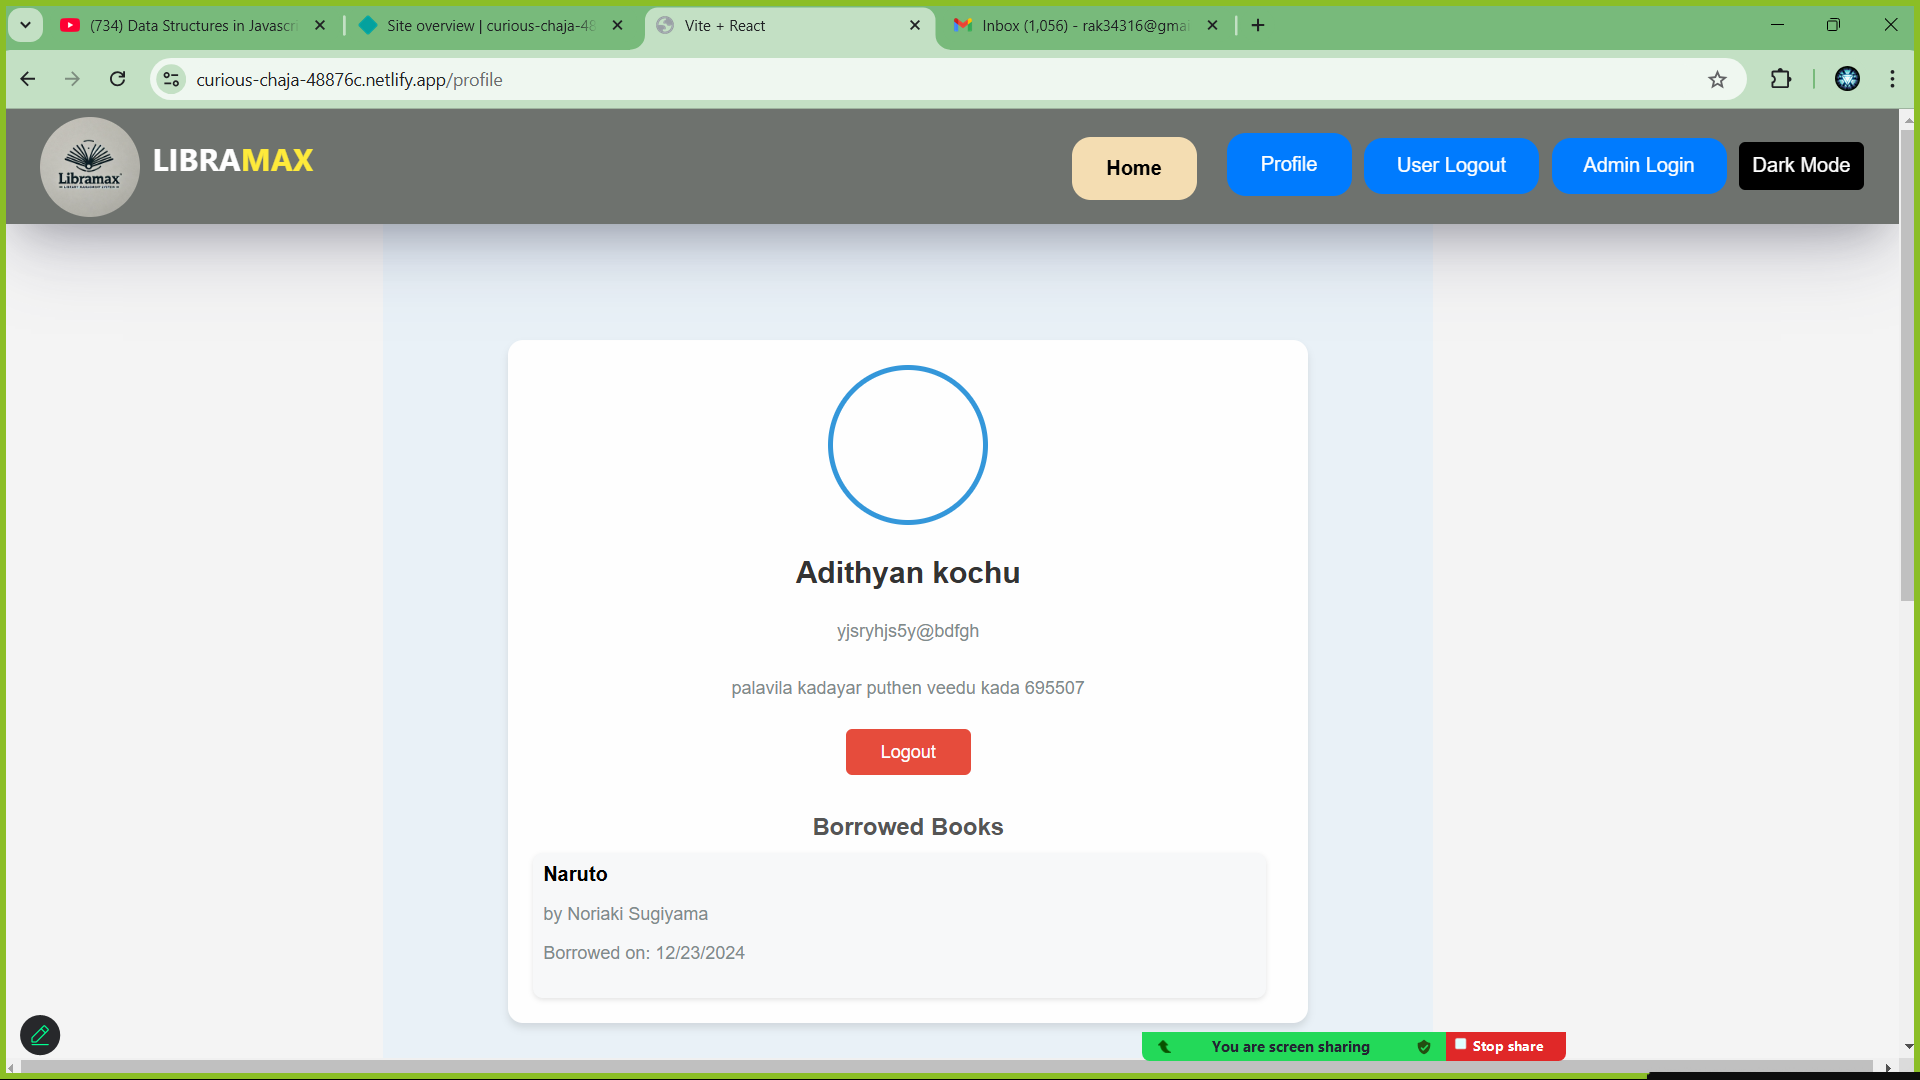 (734) Data Structures in Javascri
Site overview | curious-chaja-48
Vite + React
Inbox (1,056) - rak34316@gmai
curious-chaja-48876c.netlify.app/profile
Libramax
LIBRAMAX
Home
Profile
User Logout
Admin Login
Dark Mode
Adithyan kochu
yjsryhjs5y@bdfgh
palavila kadayar puthen veedu kada 695507
Logout
Borrowed Books
Naruto
by Noriaki Sugiyama
Borrowed on: 12/23/2024
You are screen sharing
Stop share